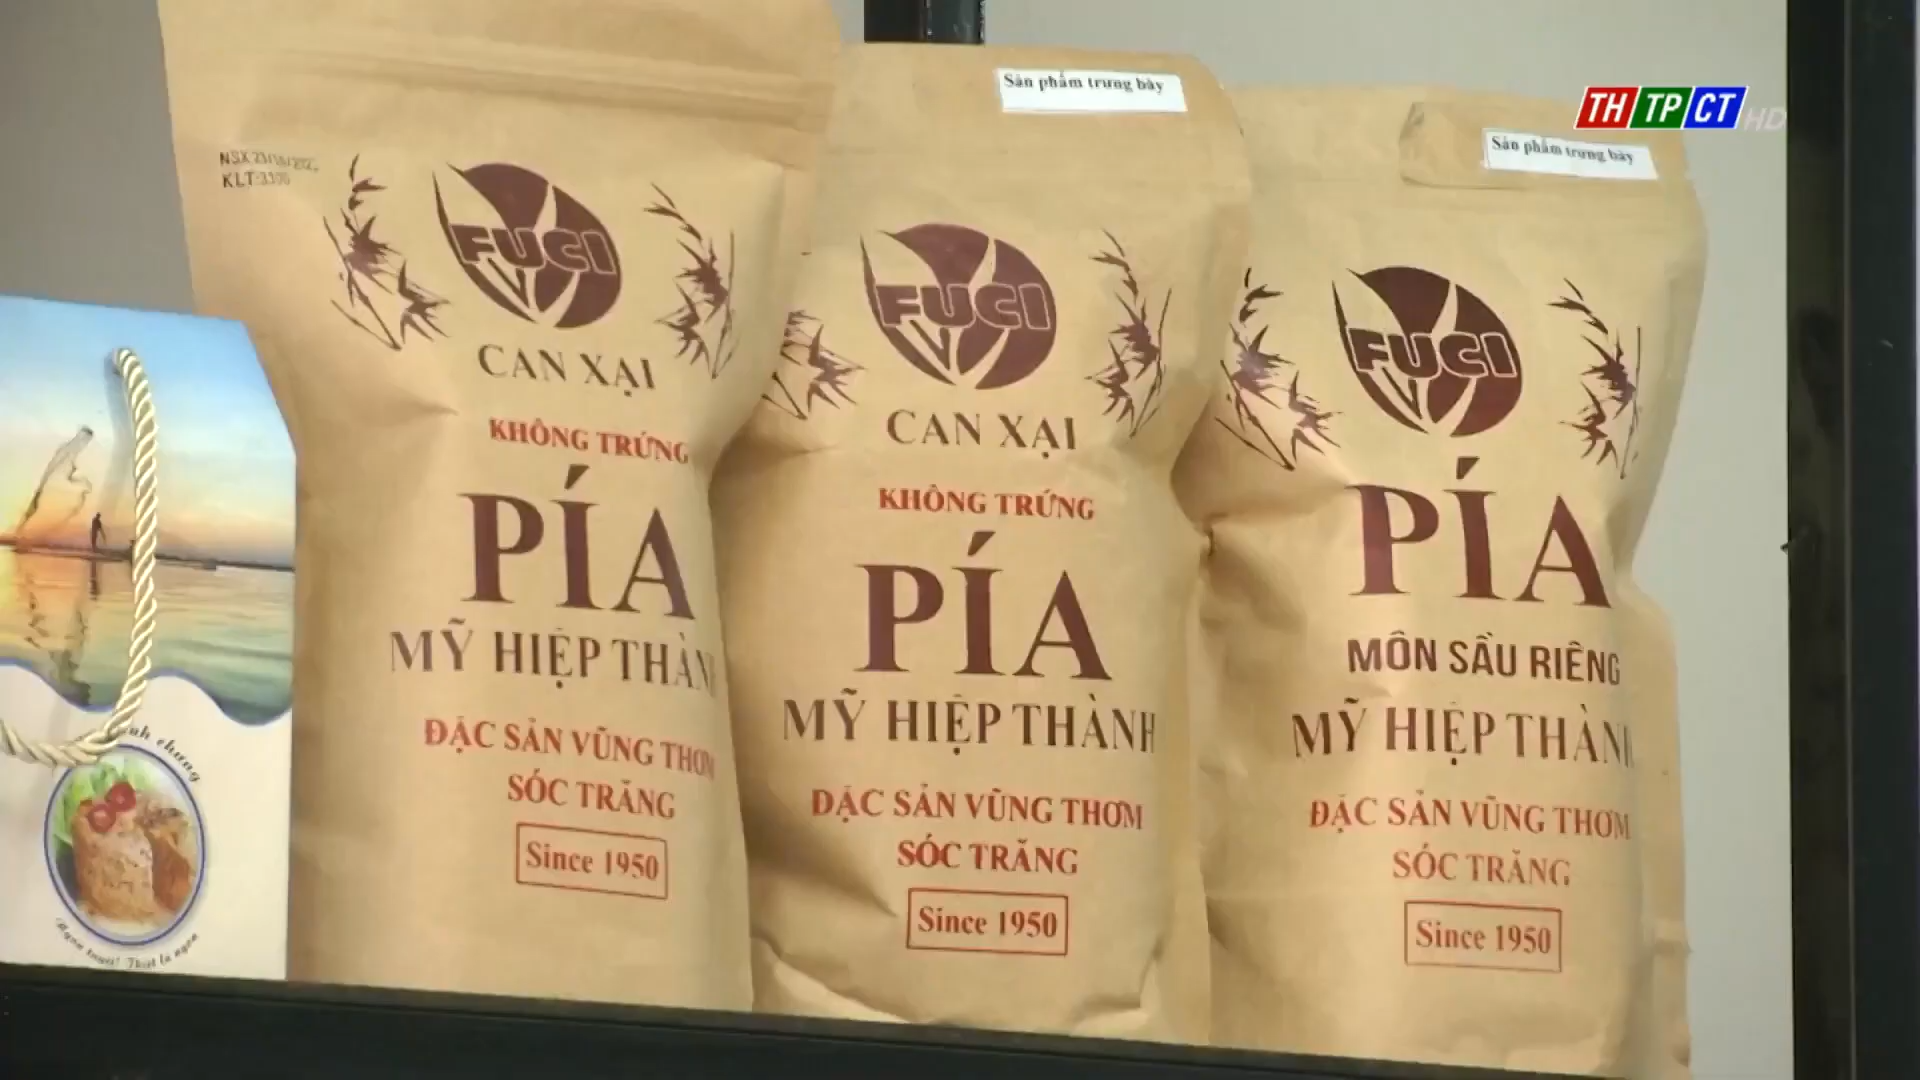 FUCI
CAN XẠI
KHÔNG TRỨNG
PÍA
MỸ HIỆP THÀNH
ĐẶC SẢN VŨNG THƠM
SÓC TRĂNG
Since 1950
Sản phẩm trưng bày
FUCI
CAN XẠI
KHÔNG TRỨNG
PÍA
MỸ HIỆP THÀNH
ĐẶC SẢN VŨNG THƠM
SÓC TRĂNG
Since 1950
Sản phẩm trưng bày
FUCI
PÍA
MÔN SẦU RIÊNG
MỸ HIỆP THÀNH
ĐẶC SẢN VŨNG THƠM
SÓC TRĂNG
Since 1950
TH TP CT HD